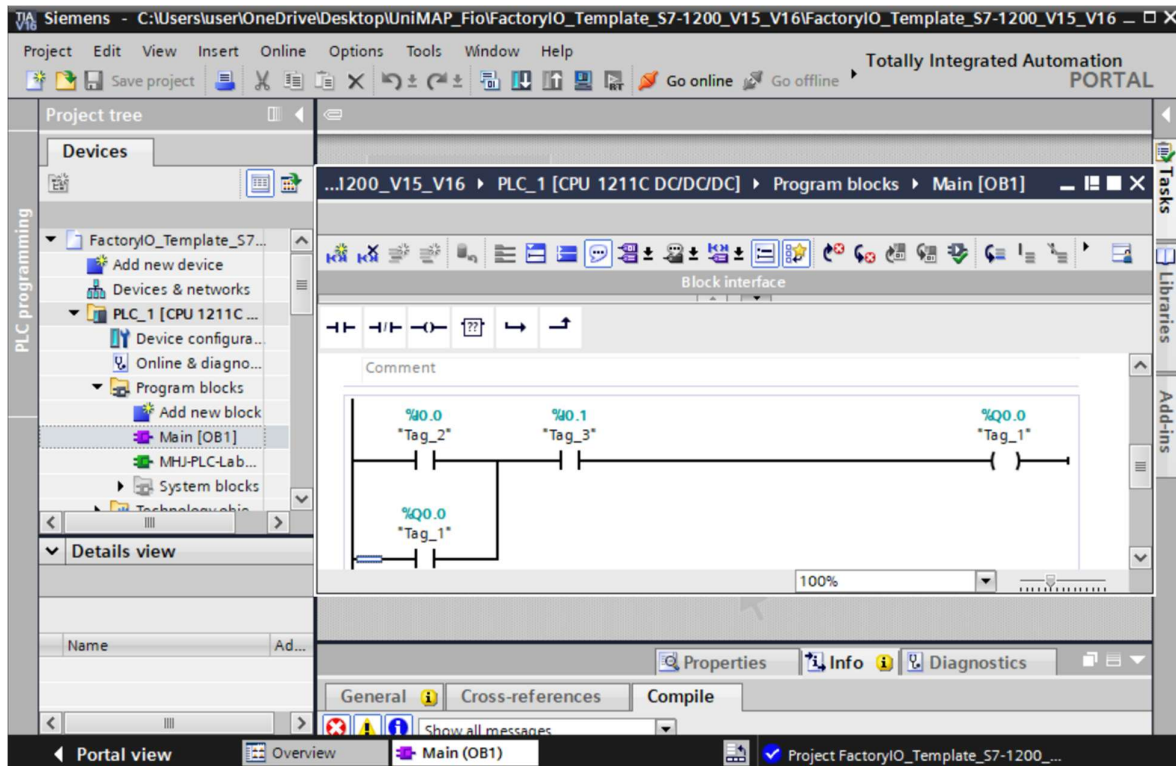 Siemens - C:\Users\user\OneDrive\Desktop\UniMAP_Fio\FactoryIO_Template_S7-1200_V15_V16\FactoryIO_Template_S7-1200_V15_V16
Project Edit View Insert Online Options Tools Window Help
Totally Integrated Automation
PORTAL
Save project
Go online
Go offline
Project tree
Devices
...1200_V15_V16 PLC_1 [CPU 1211C DC/DC/DC] Program blocks Main [OB1]
Block interface
PLC programming
FactoryIO_Template_S7...
Add new device
Devices & networks
PLC_1 [CPU 1211C ...
Device configura...
Online & diagno...
Program blocks
Add new block
Main [OB1]
MHJ-PLC-Lab...
System blocks
Details view
Name Ad...
Comment
%I0.0 %I0.1 %Q0.0
"Tag_2" "Tag_3" "Tag_1"
%Q0.0
"Tag_1"
100%
Properties Info Diagnostics
General Cross-references Compile
Show all messages
Tasks
Libraries
Add-ins
Portal view Overview Main (OB1) Project FactoryIO_Template_S7-1200_...